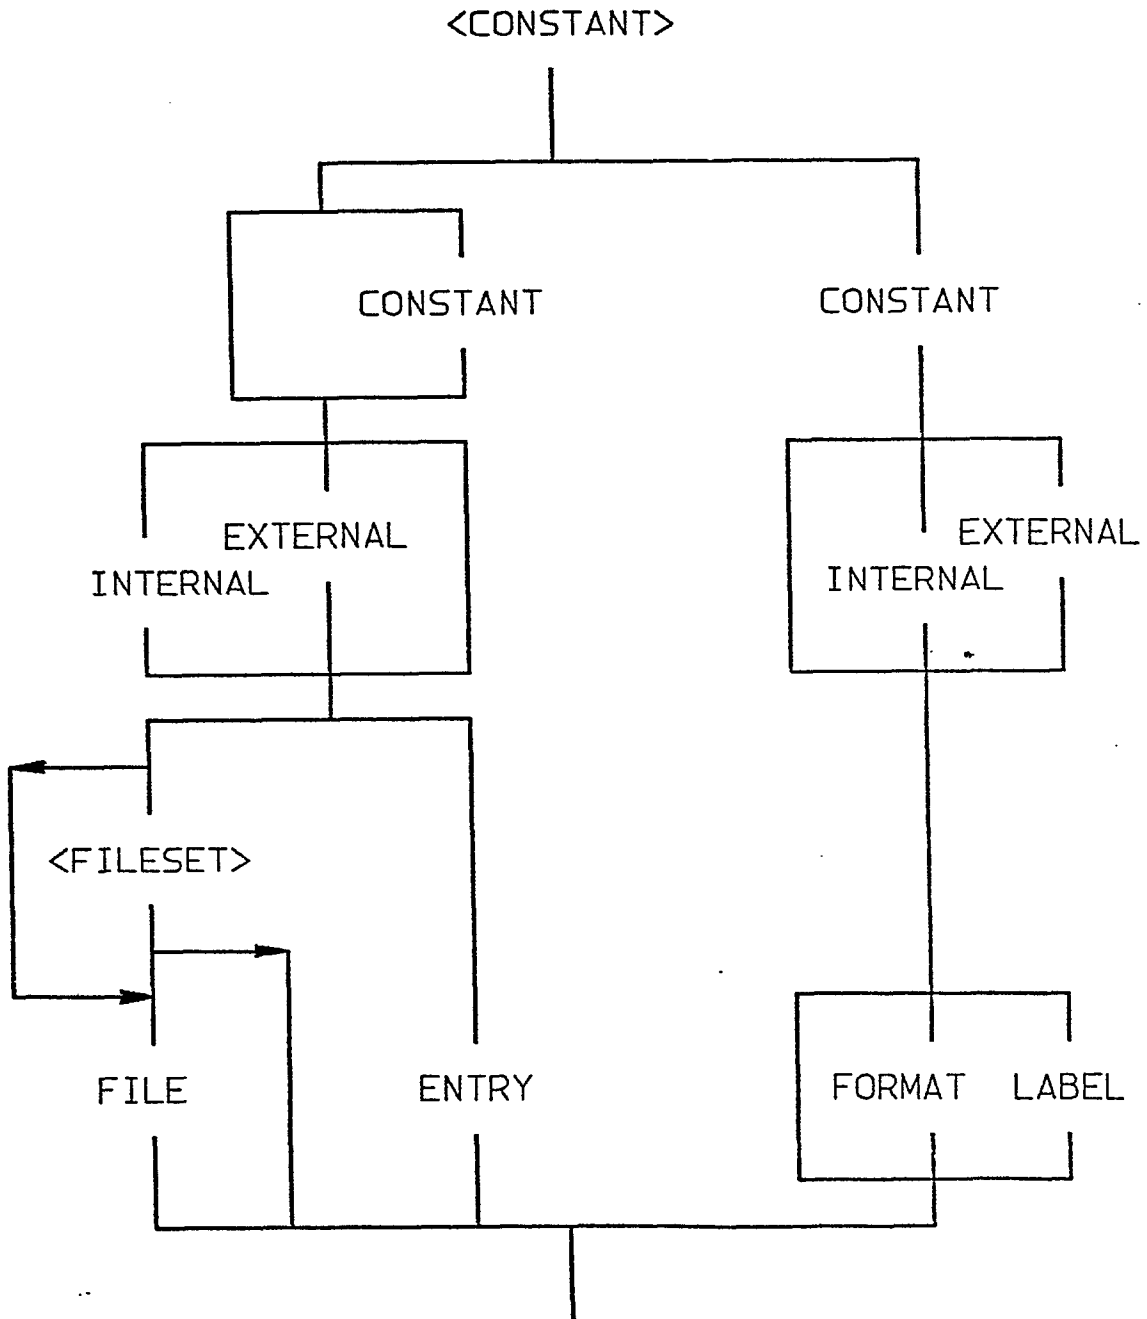 <CONSTANT>
CONSTANT CONSTANT
EXTERNAL EXTERNAL
INTERNAL INTERNAL
<FILESET>
FILE ENTRY FORMAT LABEL